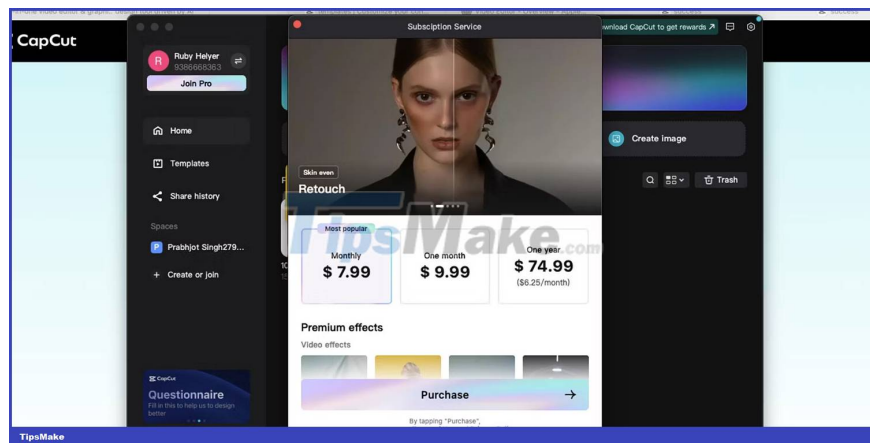 CapCut
Subsciption Service
ownload CapCut to get rewards
R
Ruby Helyer
9386668363
Join Pro
Home
Create image
Templates
Skin even
Retouch
Trash
Share history
TipsMake.com
Spaces
Most popular
P
Prabhjot Singh279...
Monthly
$ 7.99
One month
$ 9.99
One year
$ 74.99
($6.25/month)
+ Create or join
Premium effects
Video effects
CapCut
Questionnaire
Fill in this to help us to design
better
Purchase
By tapping "Purchase",
TipsMake